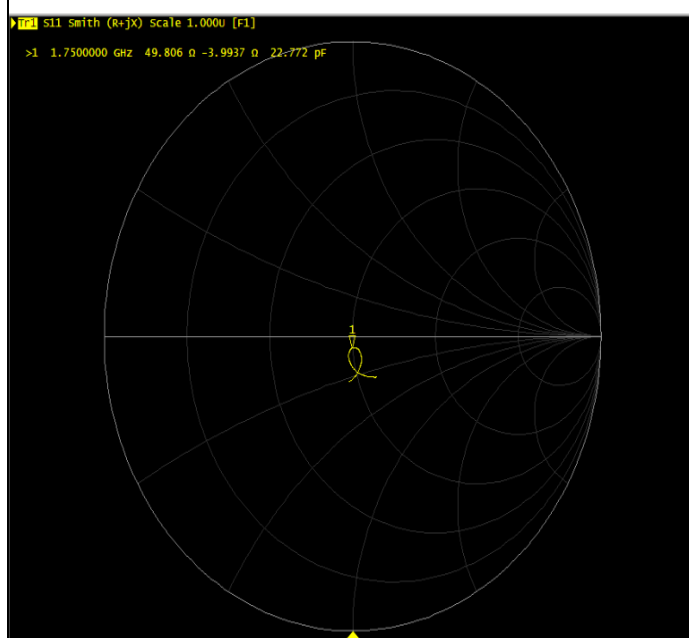 Tr1 S11 Smith (R+jX) Scale 1.000U [F1]
>1 1.7500000 GHz 49.806 Ω -3.9937 Ω 22.772 pF
1